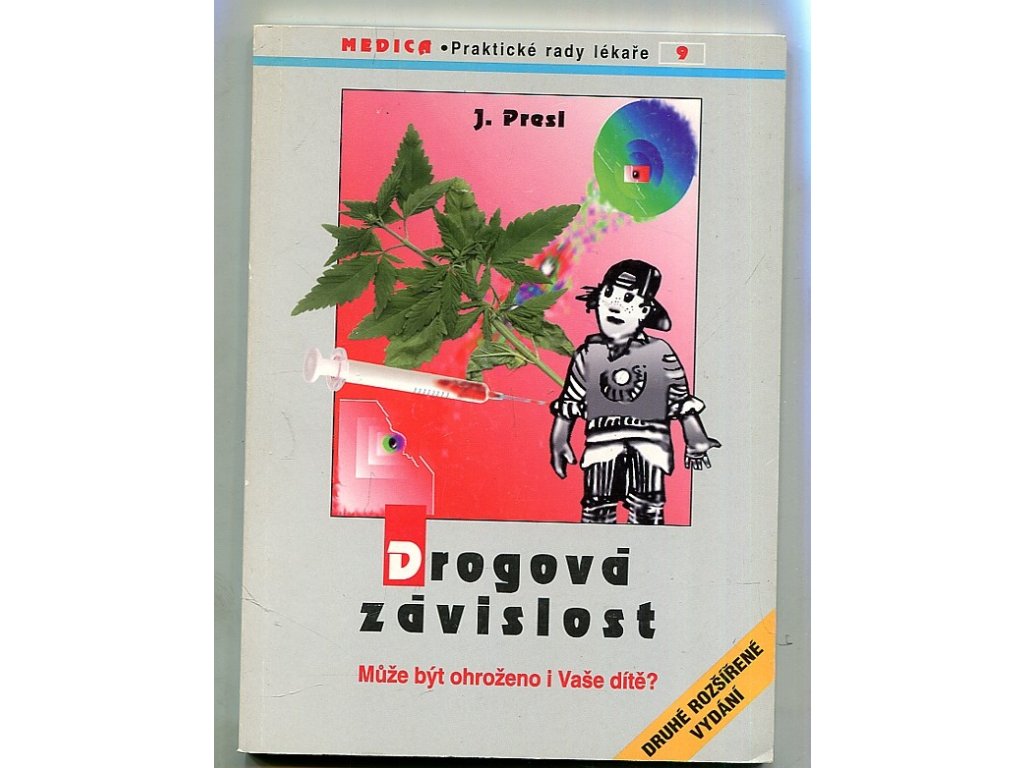 MEDICA •Praktické rady lékaře 9
J. Presl
Drogová
závislost
Může být ohroženo i Vaše dítě?
DRUHÉ ROZŠÍŘENÉ
VYDÁNÍ